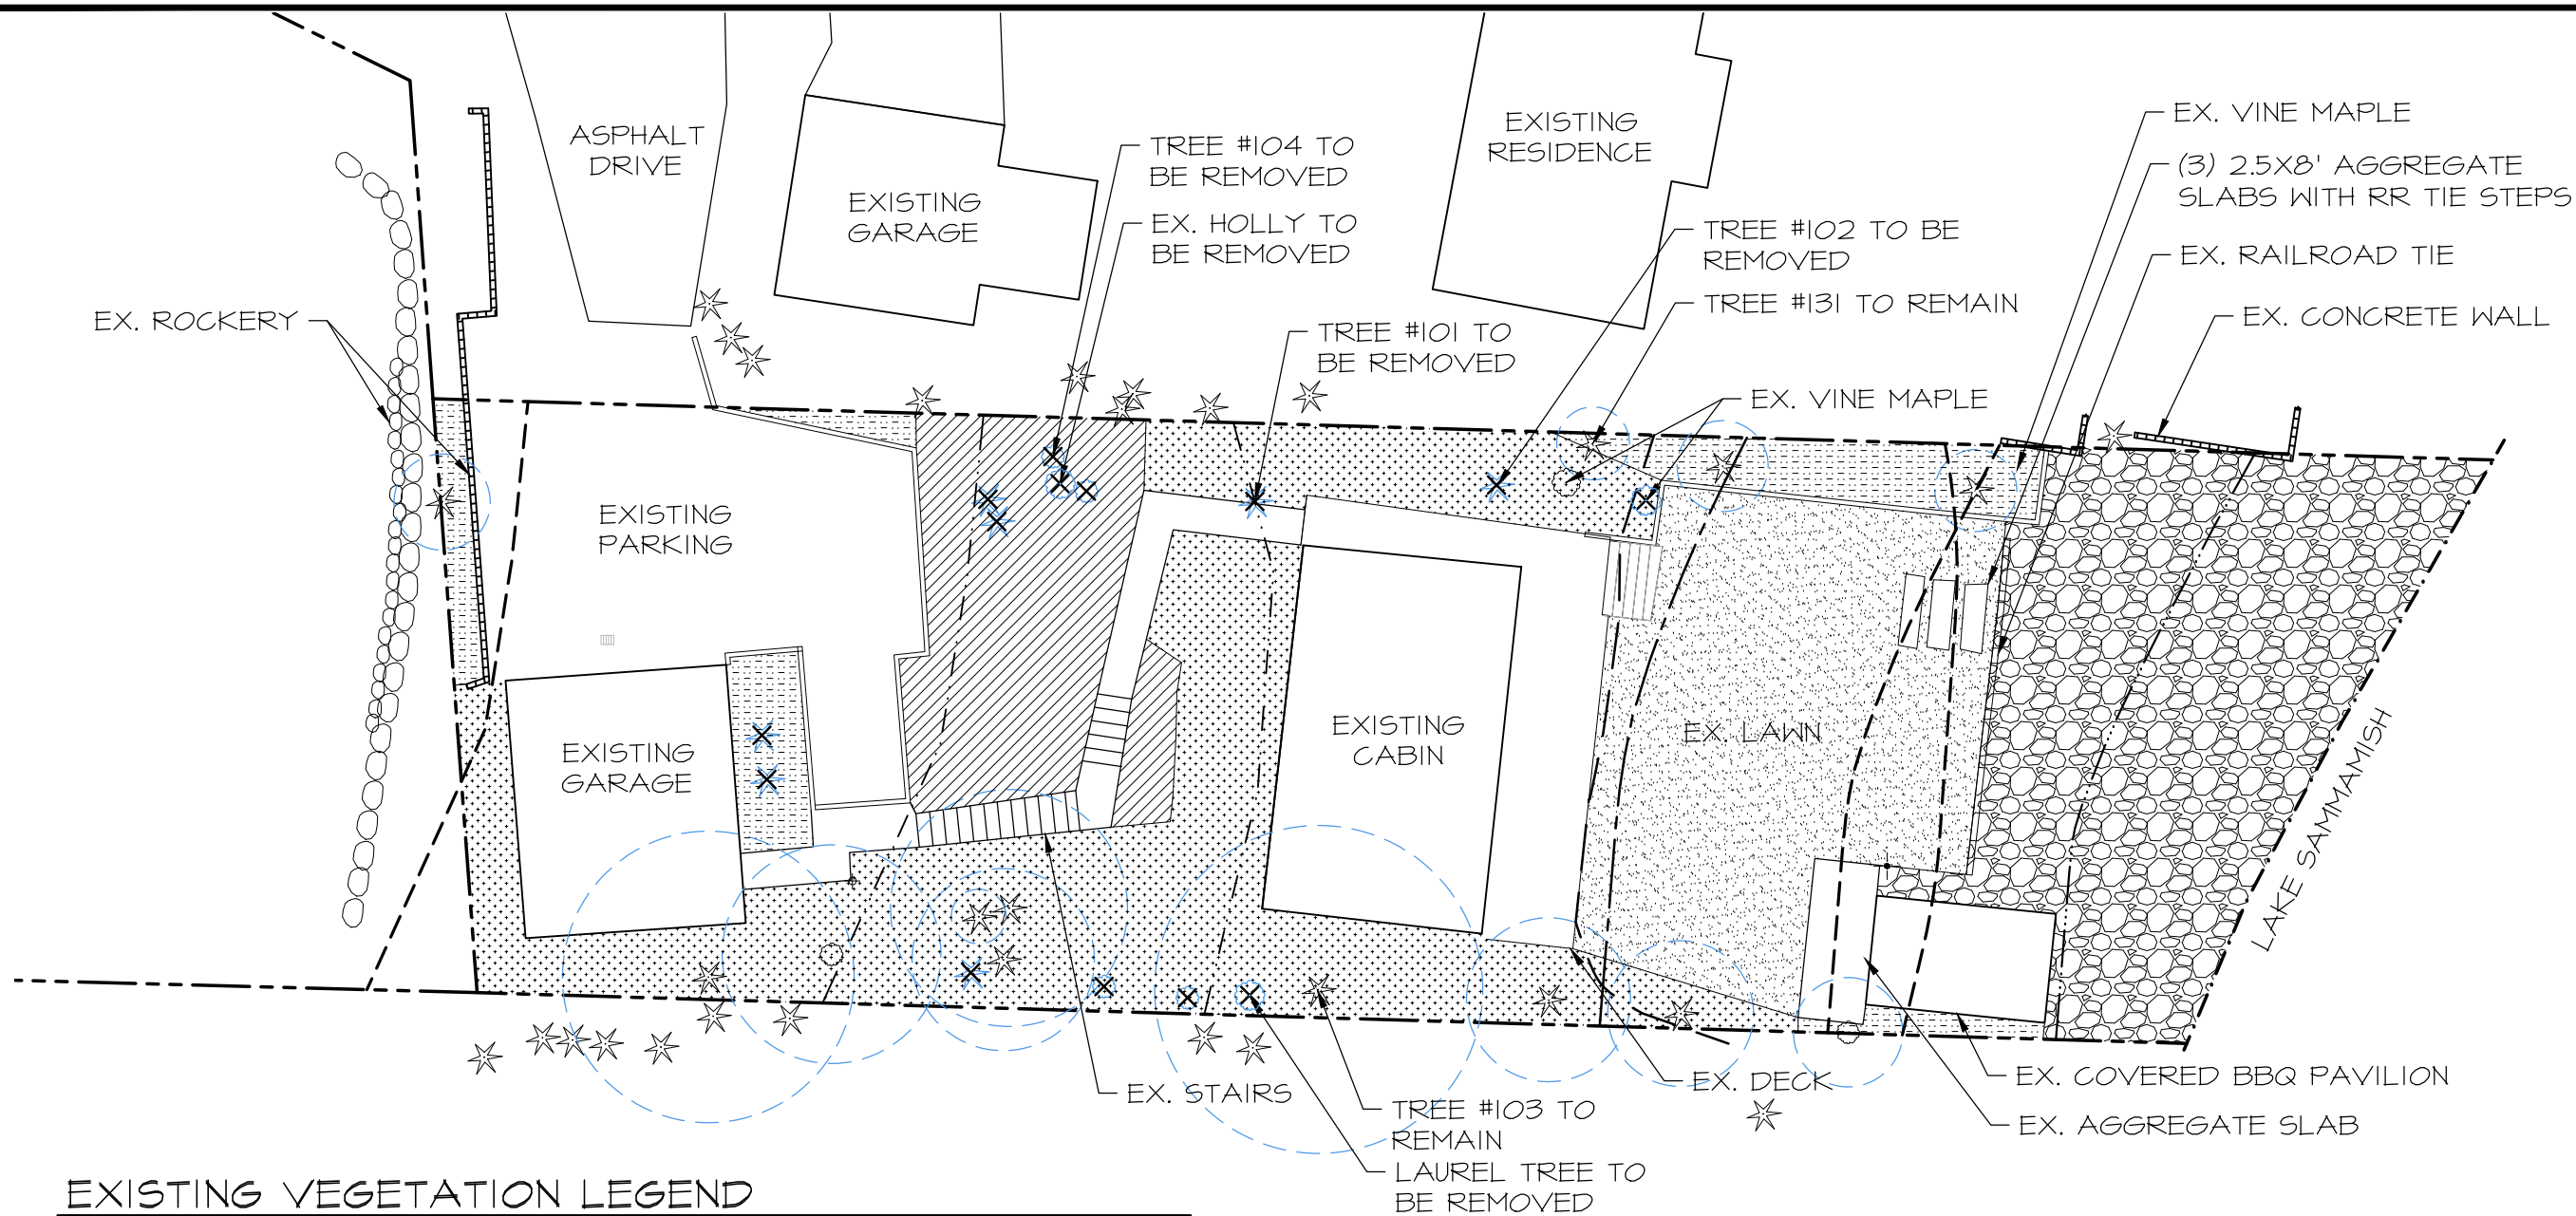 ASPHALT
DRIVE
EXISTING
GARAGE
TREE #104 TO
BE REMOVED
EX. HOLLY TO
BE REMOVED
EXISTING
RESIDENCE
EX. VINE MAPLE
(3) 2.5X8' AGGREGATE
SLABS WITH RR TIE STEPS
TREE #102 TO BE
REMOVED
EX. RAILROAD TIE
TREE #131 TO REMAIN
EX. CONCRETE WALL
EX. ROCKERY
TREE #101 TO
BE REMOVED
EX. VINE MAPLE
EXISTING
PARKING
EXISTING
GARAGE
EXISTING
CABIN
EX. LAWN
LAKE SAMMAMISH
EX. STAIRS
TREE #103 TO
REMAIN
LAUREL TREE TO
BE REMOVED
EX. DECK
EX. COVERED BBQ PAVILION
EX. AGGREGATE SLAB
EXISTING VEGETATION LEGEND